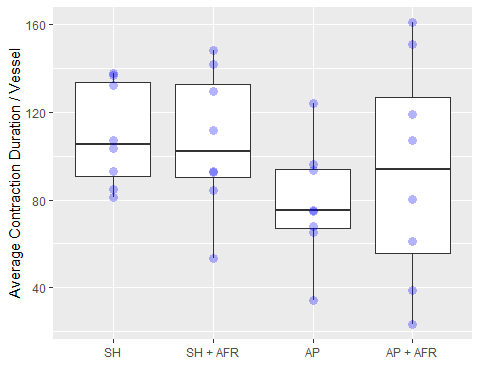 Average Contraction Duration / Vessel
160
120
80
40
SH
SH + AFR
AP
AP + AFR